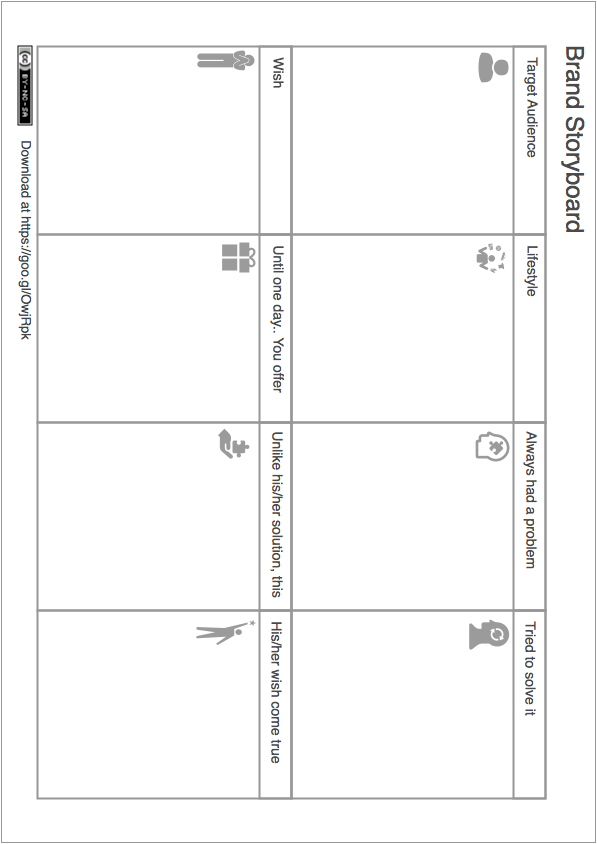 Brand Storyboard
Target Audience
Lifestyle
Always had a problem
Tried to solve it
Wish
Until one day.. You offer
Unlike his/her solution, this
His/her wish come true
cc BY-NC-SA
Download at https://goo.gl/OwjRpk